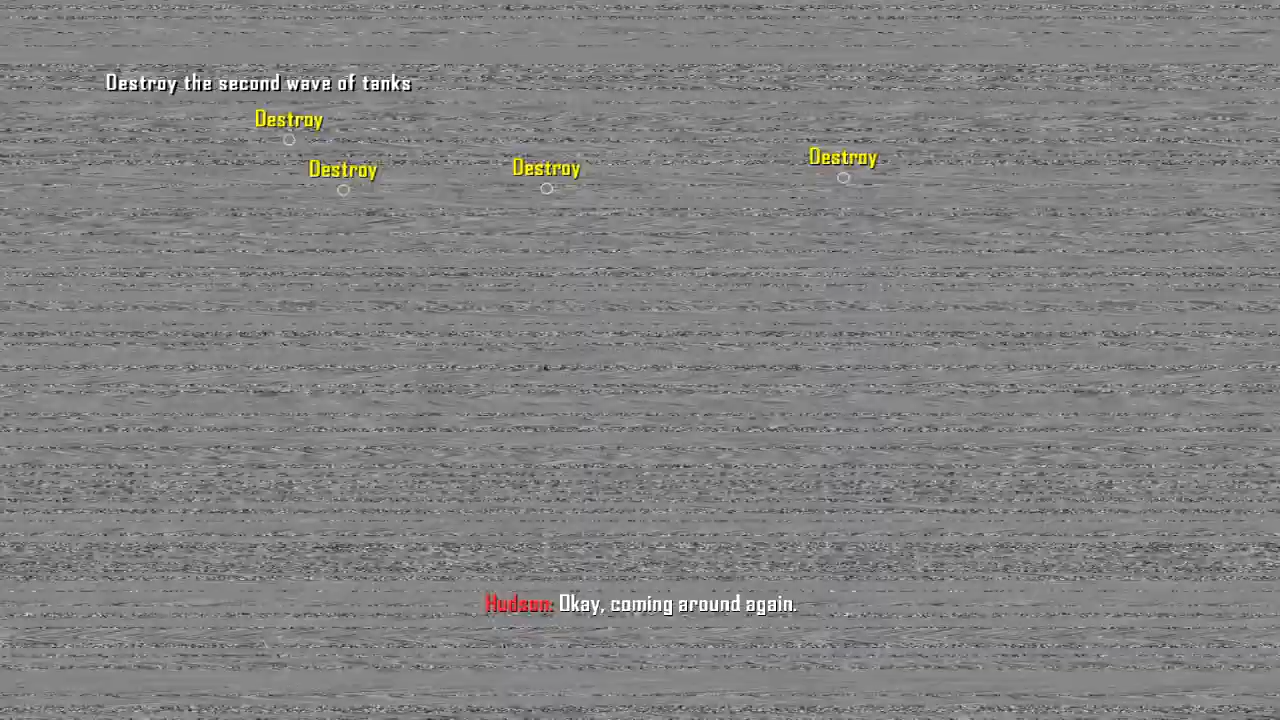 Destroy the second wave of tanks
Destroy
Destroy
Destroy
Destroy
Hudson: Okay, coming around again.